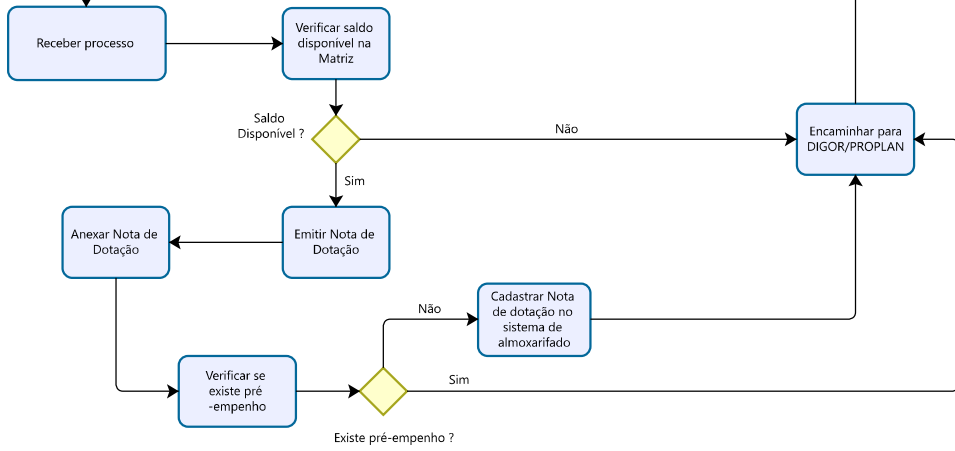 Receber processo
Verificar saldo
disponível na
Matriz
Saldo
Disponível ?
Não
Encaminhar para
DIGOR/PROPLAN
Sim
Anexar Nota de
Dotação
Emitir Nota de
Dotação
Não
Cadastrar Nota
de dotação no
sistema de
almoxarifado
Verificar se
existe pré
-empenho
Sim
Existe pré-empenho ?